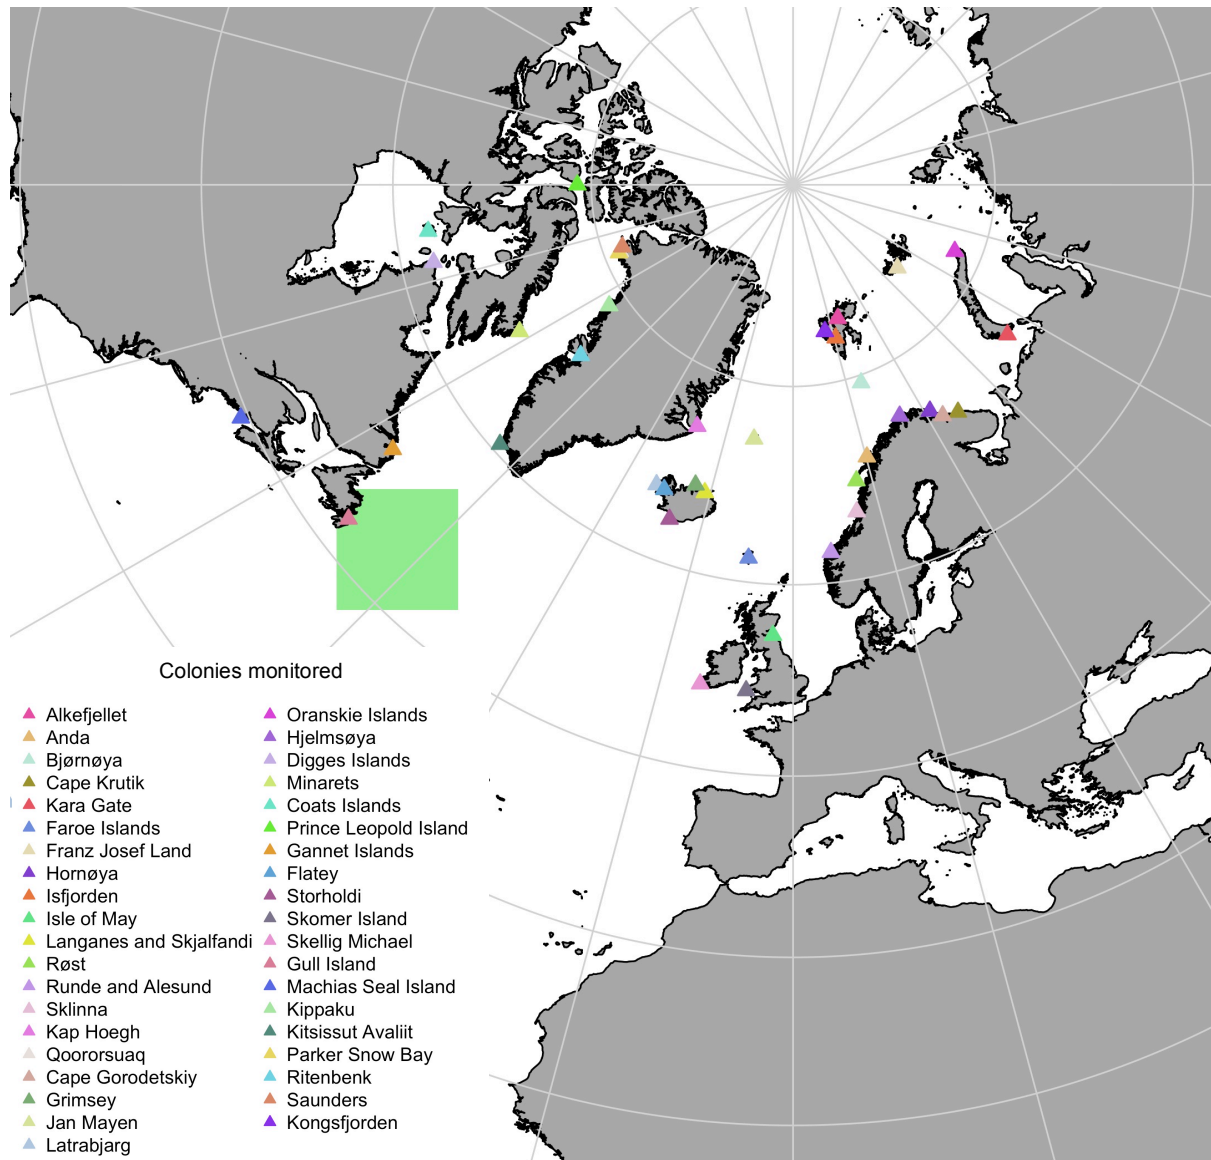 Colonies monitored
Alkefjellet
Anda
Bjørnøya
Cape Krutik
Kara Gate
Faroe Islands
Franz Josef Land
Hornøya
Isfjorden
Isle of May
Langanes and Skjalfandi
Røst
Runde and Alesund
Sklinna
Kap Hoegh
Qoororsuaq
Cape Gorodetskiy
Grimsey
Jan Mayen
Latrabjarg
Oranskie Islands
Hjelmsøya
Digges Islands
Minarets
Coats Islands
Prince Leopold Island
Gannet Islands
Flatey
Storholdi
Skomer Island
Skellig Michael
Gull Island
Machias Seal Island
Kippaku
Kitsissut Avaliit
Parker Snow Bay
Ritenbenk
Saunders
Kongsfjorden